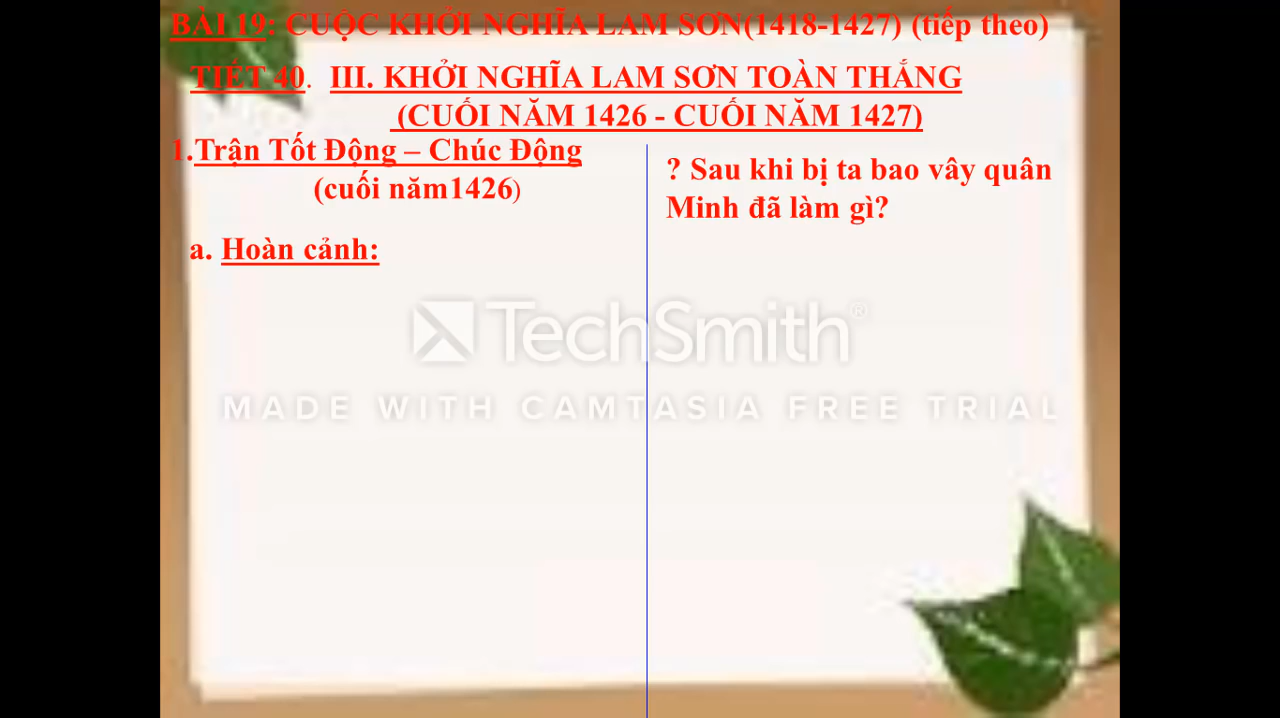 BÀI 19: CUỘC KHỞI NGHĨA LAM SƠN(1418-1427) (tiếp theo)
TIẾT 40. III. KHỞI NGHĨA LAM SƠN TOÀN THẮNG
(CUỐI NĂM 1426 - CUỐI NĂM 1427)
1.Trận Tốt Động – Chúc Động
(cuối năm1426)
a. Hoàn cảnh:
? Sau khi bị ta bao vây quân
Minh đã làm gì?
TechSmith®
MADE WITH CAMTASIA FREE TRIAL